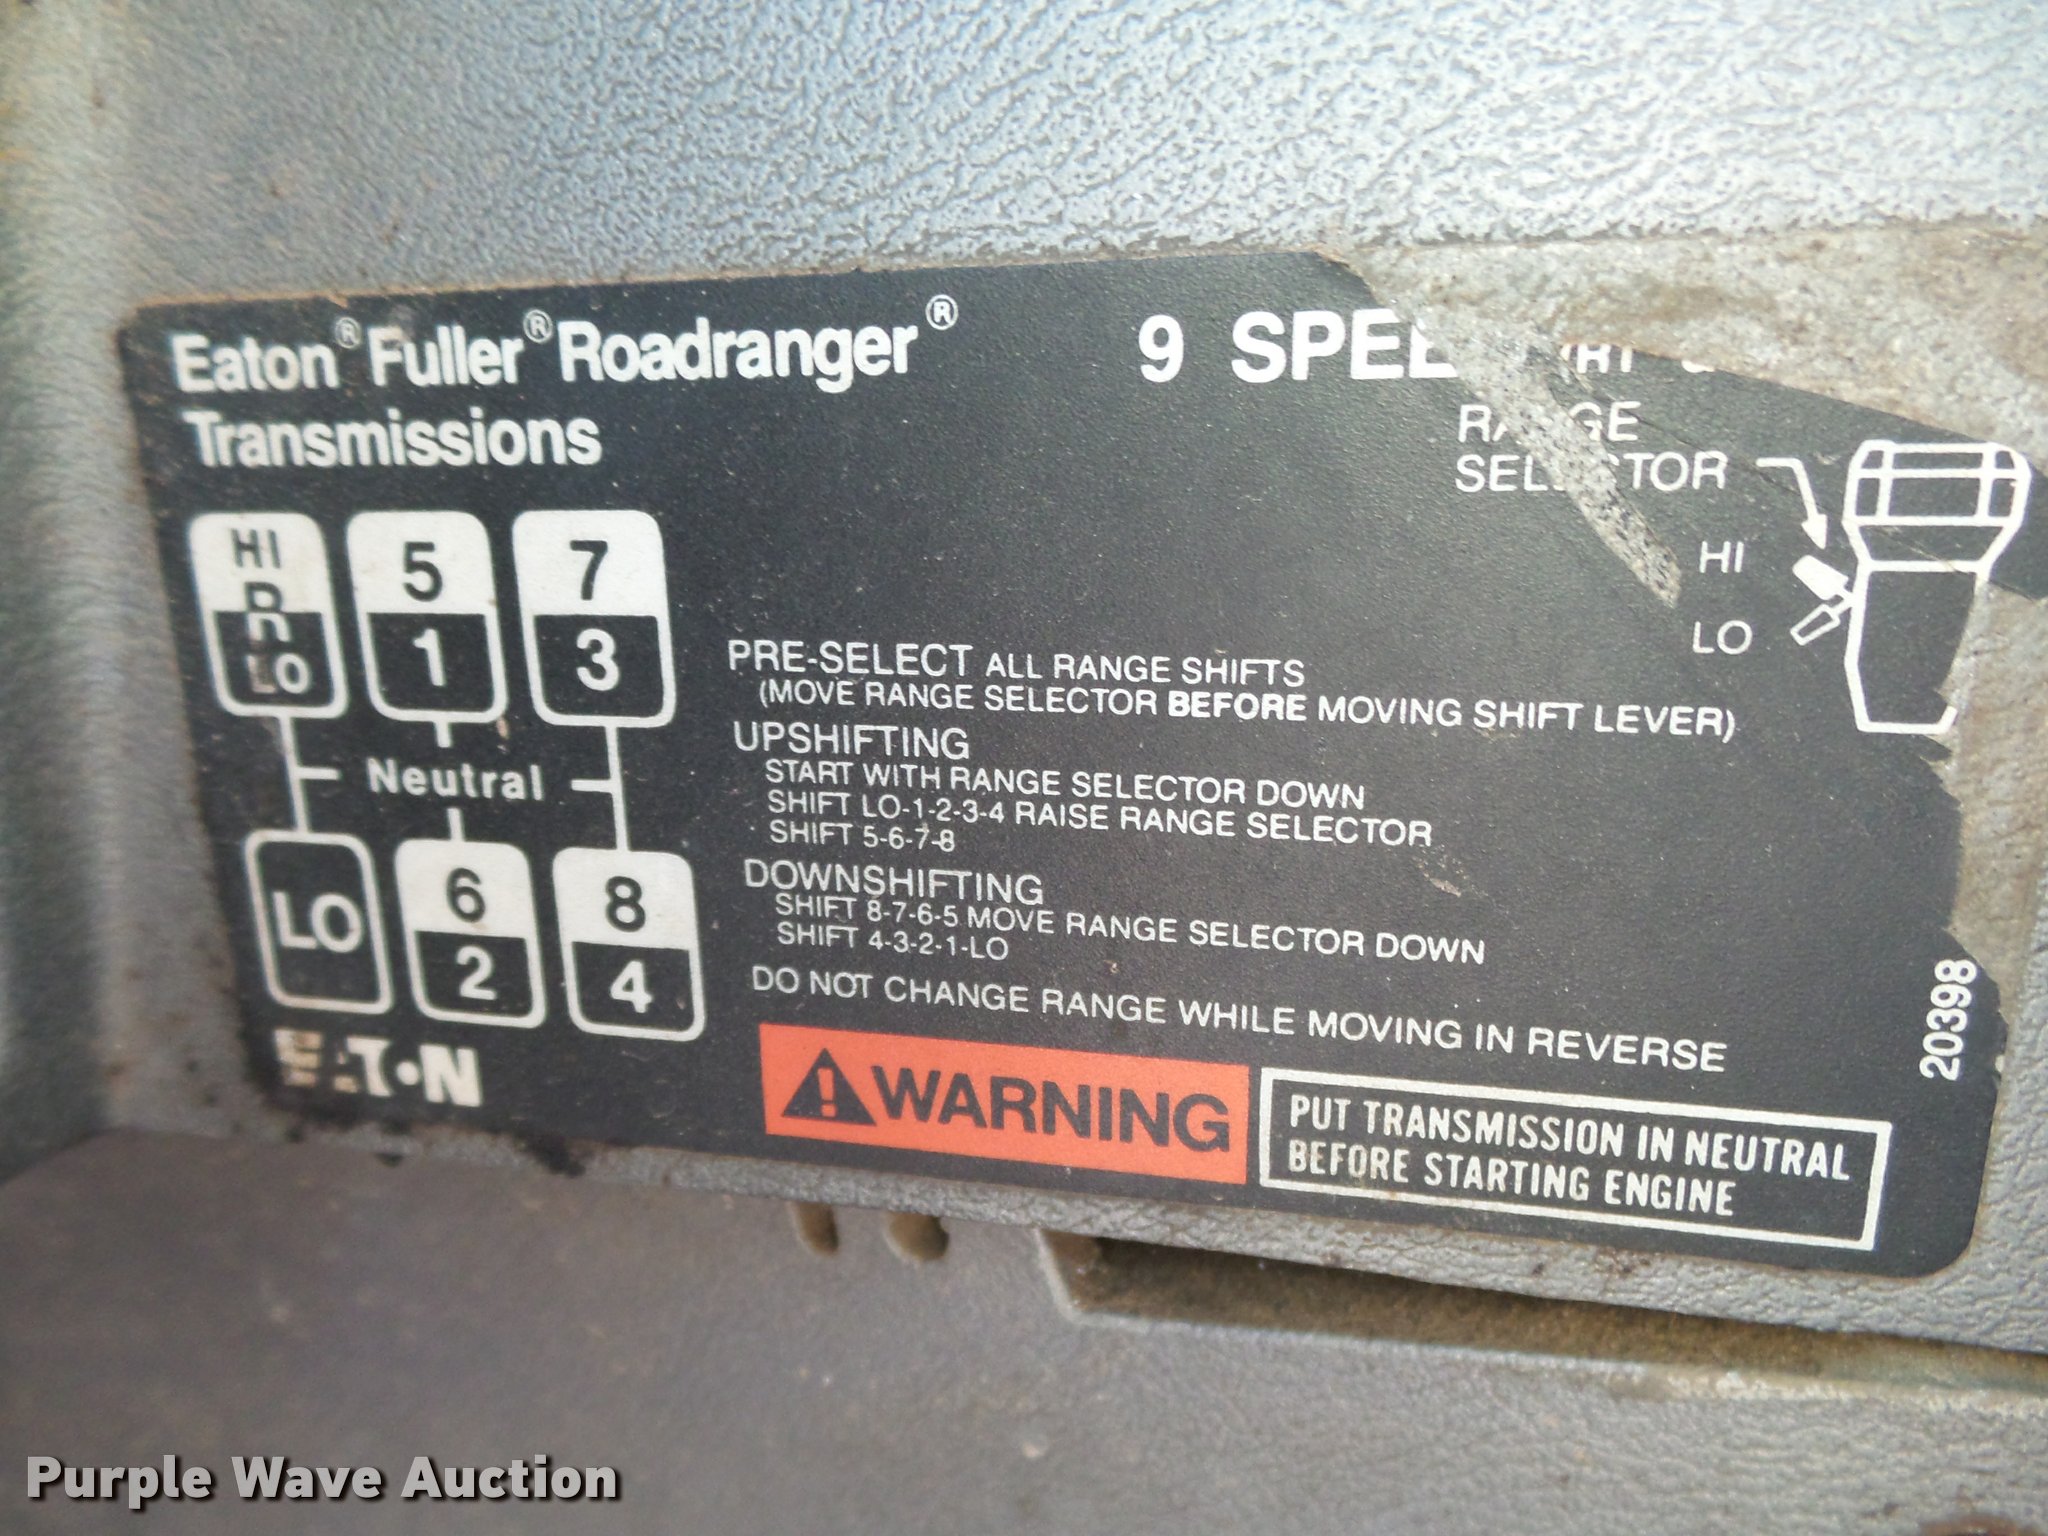 Eaton® Fuller® Roadranger®
Transmissions
9 SPEE
RANGE
SELECTOR
HI
LO
HI
R
R
LO
5
1
7
3
Neutral
LO
6
2
8
4
EAT•N
PRE-SELECT ALL RANGE SHIFTS
(MOVE RANGE SELECTOR BEFORE MOVING SHIFT LEVER)
UPSHIFTING
START WITH RANGE SELECTOR DOWN
SHIFT LO-1-2-3-4 RAISE RANGE SELECTOR
SHIFT 5-6-7-8
DOWNSHIFTING
SHIFT 8-7-6-5 MOVE RANGE SELECTOR DOWN
SHIFT 4-3-2-1-LO
DO NOT CHANGE RANGE WHILE MOVING IN REVERSE
WARNING
PUT TRANSMISSION IN NEUTRAL
BEFORE STARTING ENGINE
20398
Purple Wave Auction